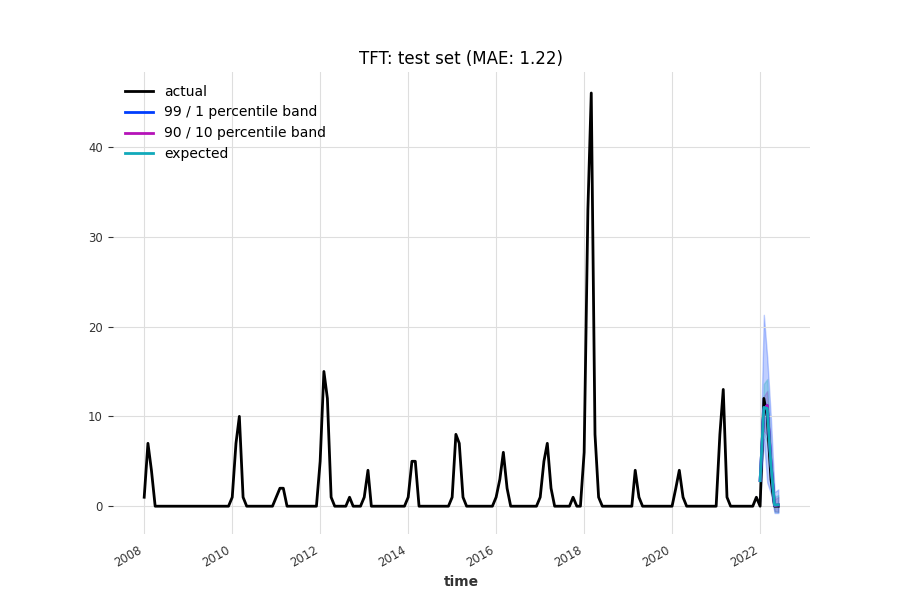 TFT: test set (MAE: 1.22)
actual
99 / 1 percentile band
90 / 10 percentile band
expected
40
30
20
10
0
2008
2010
2012
2014
2016
2018
2020
2022
time